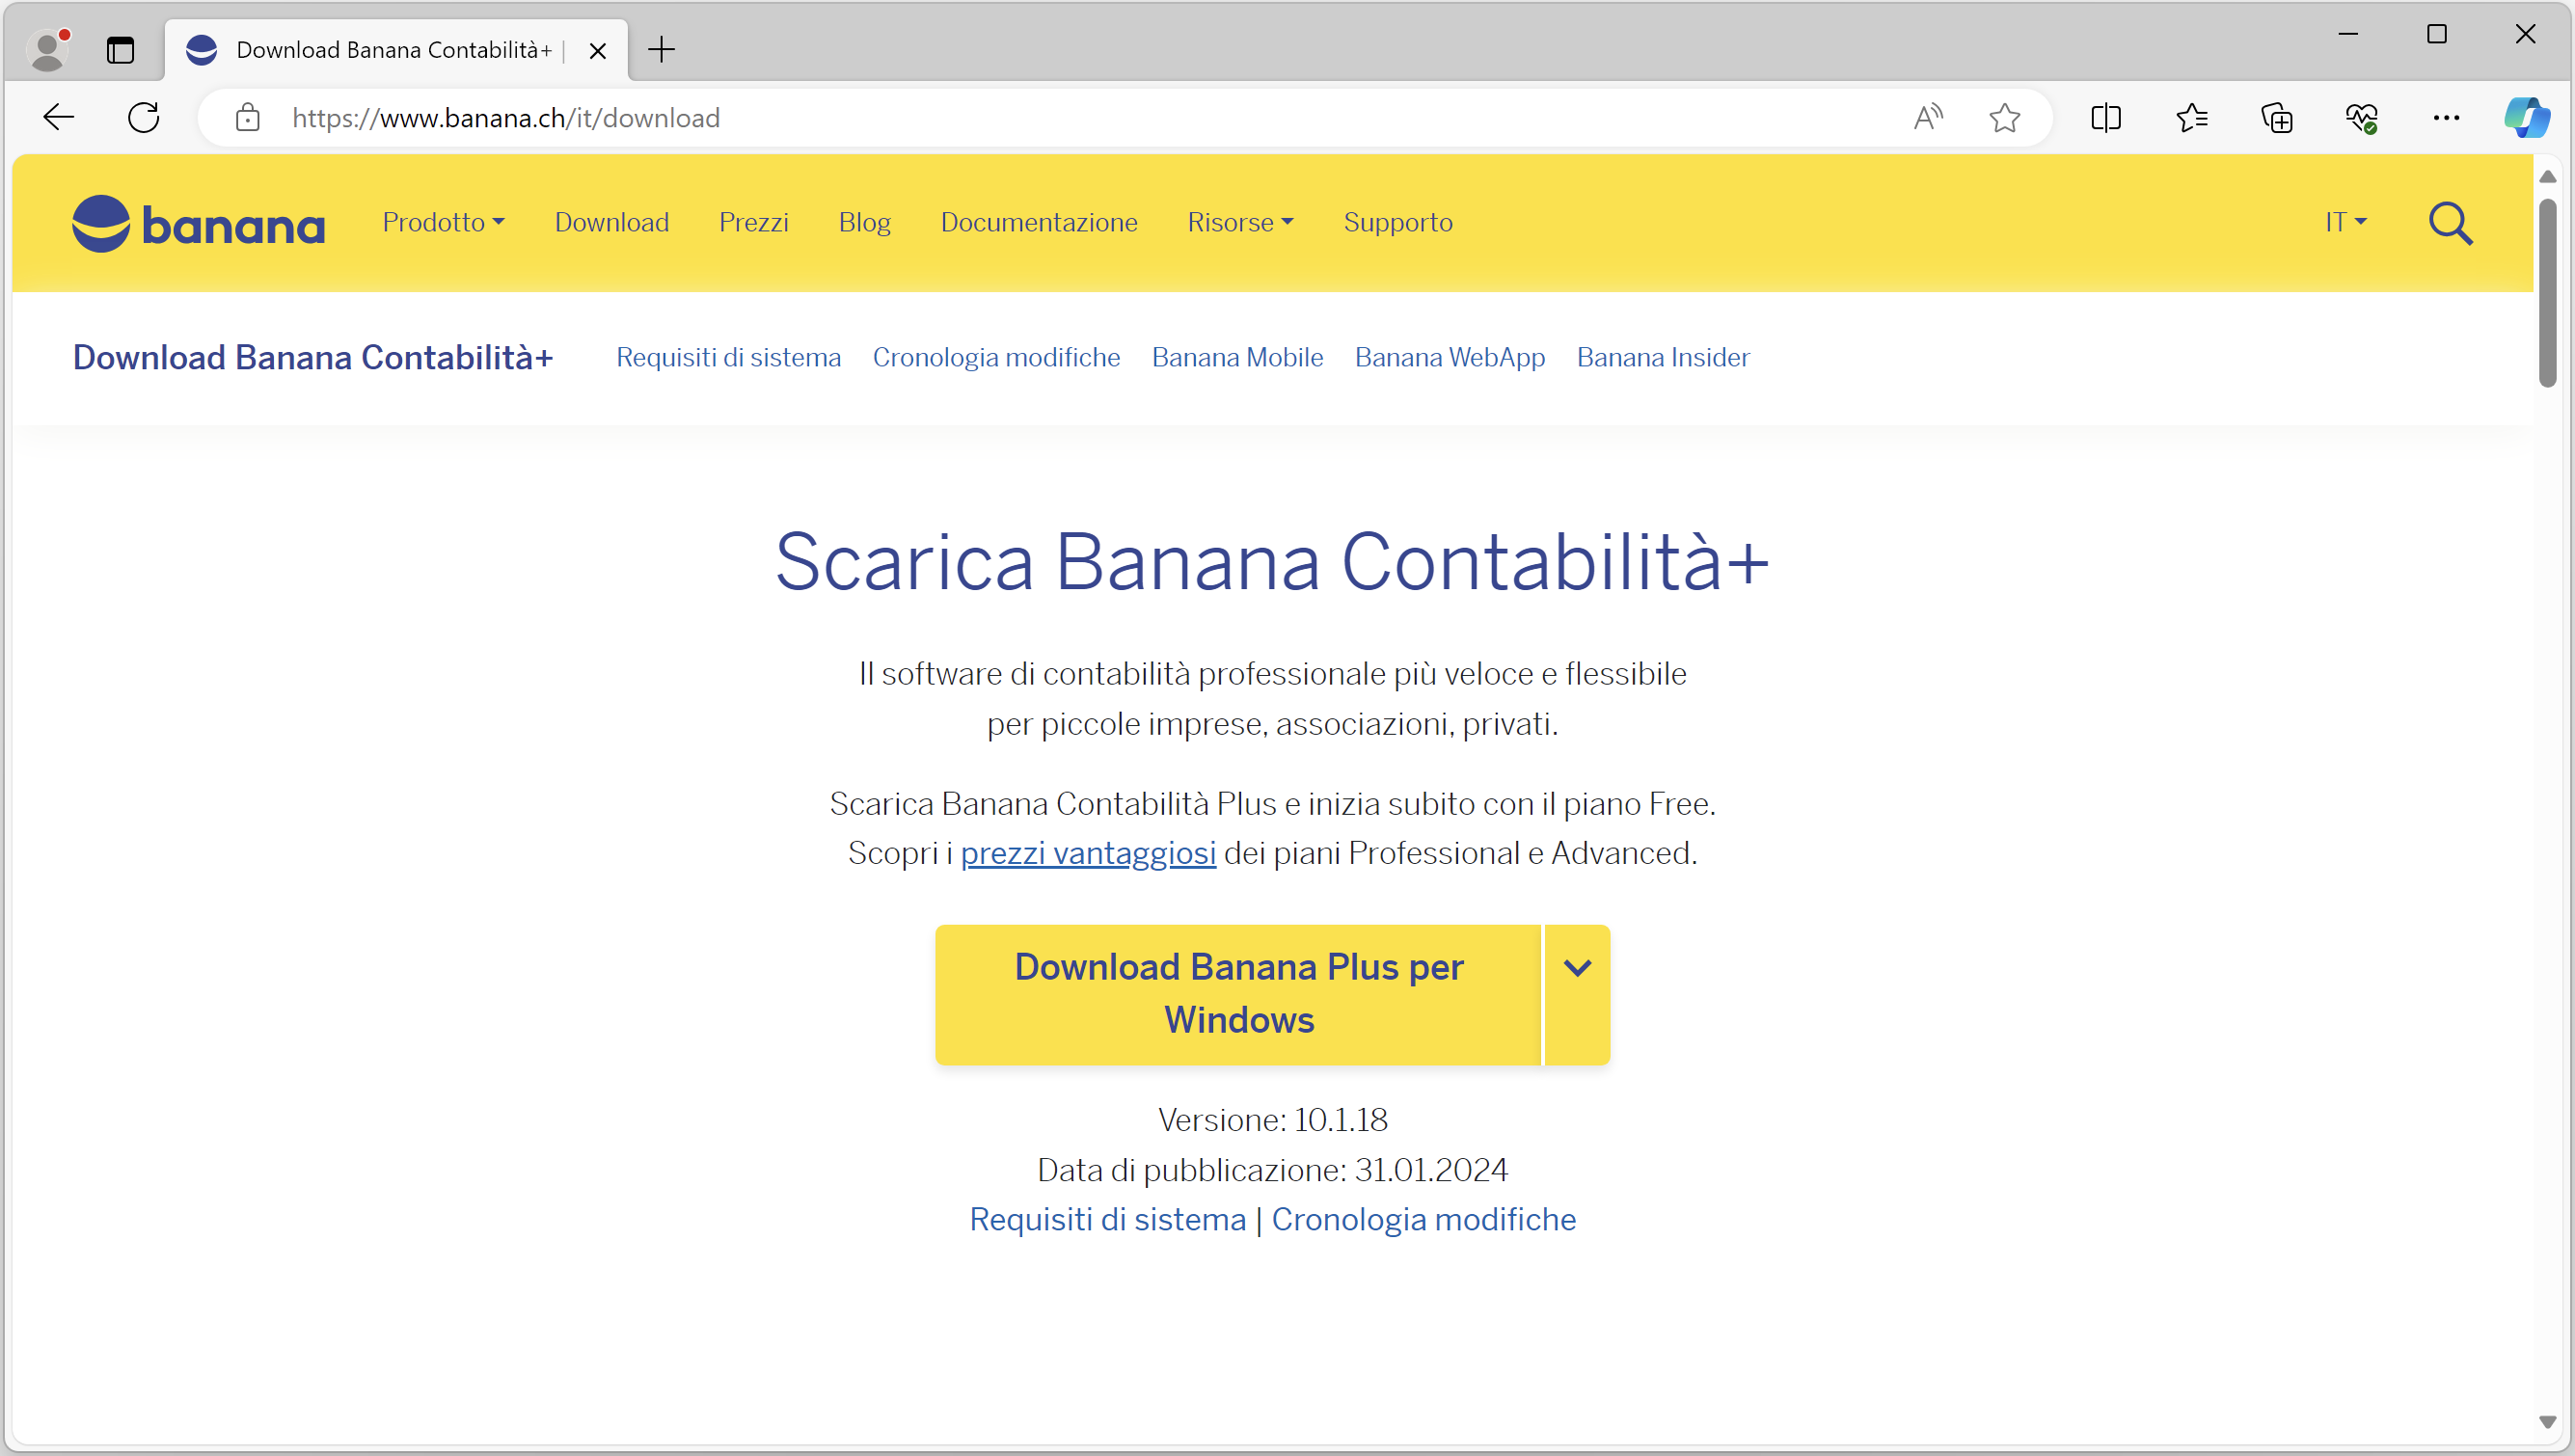 Download Banana Contabilità+ |
https://www.banana.ch/it/download
banana
Prodotto
Download
Prezzi
Blog
Documentazione
Risorse
Supporto
IT
Download Banana Contabilità+
Requisiti di sistema
Cronologia modifiche
Banana Mobile
Banana WebApp
Banana Insider
Scarica Banana Contabilità+
Il software di contabilità professionale più veloce e flessibile
per piccole imprese, associazioni, privati.
Scarica Banana Contabilità Plus e inizia subito con il piano Free.
Scopri i prezzi vantaggiosi dei piani Professional e Advanced.
Download Banana Plus per
Windows
Versione: 10.1.18
Data di pubblicazione: 31.01.2024
Requisiti di sistema | Cronologia modifiche